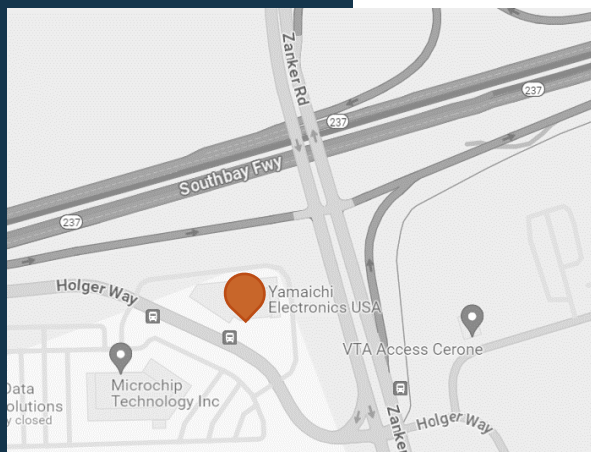 Zanker Rd
237
237
Southbay Fwy
237
Holger Way
Yamaichi
Electronics USA
VTA Access Cerone
Microchip
Technology Inc
Data
olutions
y closed
Holger Way
Zanker